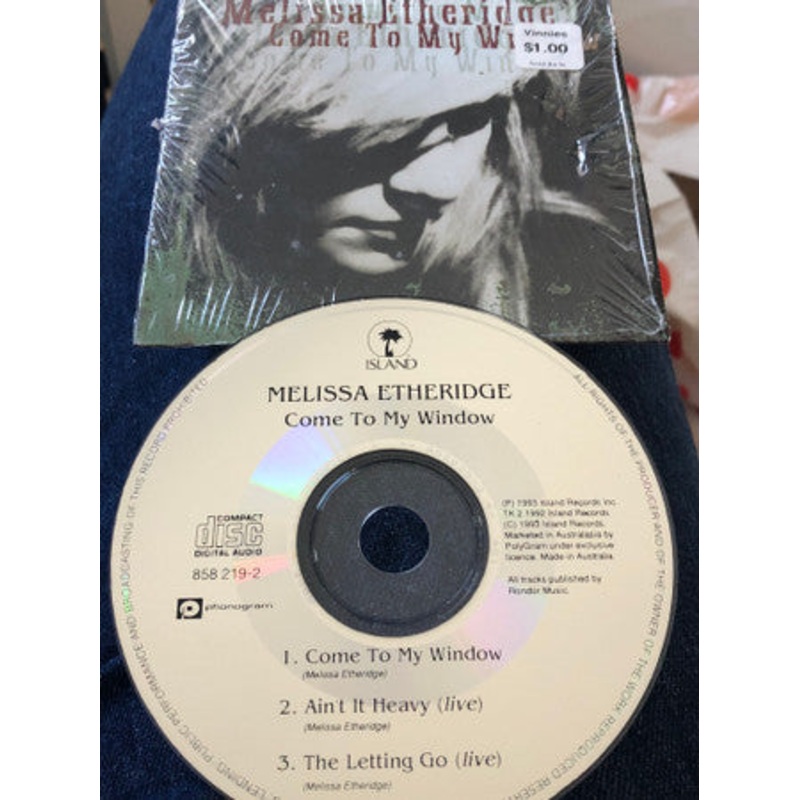 Melissa Etheridge
Come To My Wi
Vinnies
$1.00
ISLAND
MELISSA ETHERIDGE
Come To My Window
COMPACT
disc
DIGITAL AUDIO
858 219-2
phonogram
(P) 1993 Island Records Inc.
TK 2 1992 Island Records
(C) 1993 Island Records.
Marketed in Australasia by
PolyGram under exclusive
licence. Made in Australia.
All tracks published by
Rondor Music.
1. Come To My Window
(Melissa Etheridge)
2. Ain't It Heavy (live)
(Melissa Etheridge)
3. The Letting Go (live)
(Melissa Etheridge)
ALL RIGHTS OF THE PRODUCER AND OF THE OWNER OF THE WORK REPRODUCED RESERVED
LENDING, PUBLIC PERFORMANCE AND BROADCASTING OF THIS RECORD PROHIBITED